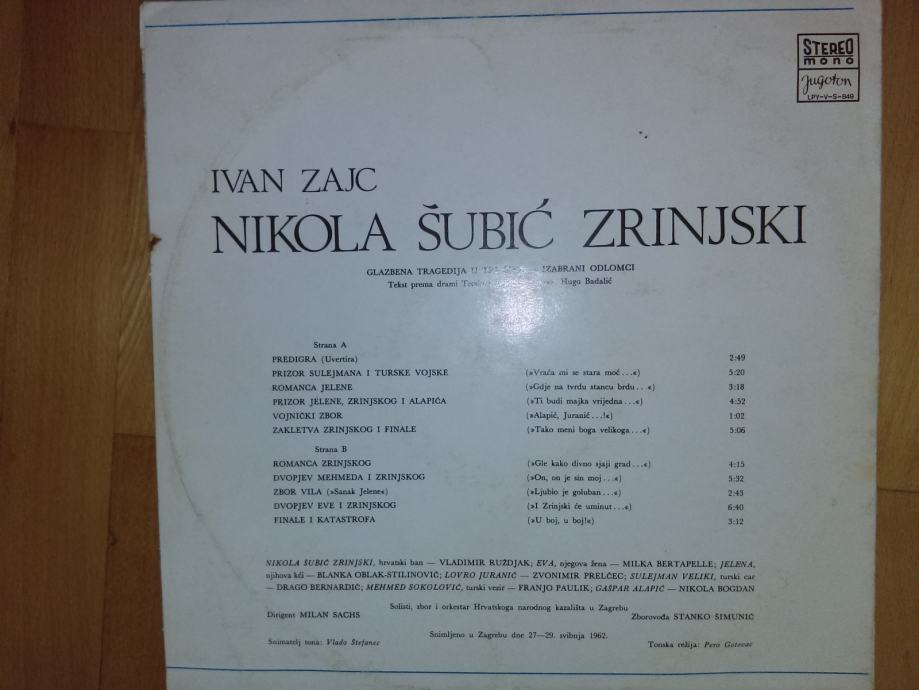 STEREO
mono
Jugoton
LPY-V-S-849
IVAN ZAJC
NIKOLA ŠUBIĆ ZRINJSKI
GLAZBENA TRAGEDIJA U IZABRANI ODLOMCI
Tekst prema drami Hugo Badalić
Strana A
PREDIGRA (Uvertira) 2:49
PRIZOR SULEJMANA I TURSKE VOJSKE (»Vraća mi se stara moć...«) 5:20
ROMANCA JELENE (»Gdje na tvrdu stancu brdu...«) 3:18
PRIZOR JELENE, ZRINJSKOG I ALAPIĆA (»Ti budi majka vrijedna...«) 4:52
VOJNIČKI ZBOR (»Alapić, Juranić...!«) 1:02
ZAKLETVA ZRINJSKOG I FINALE (»Tako meni boga velikoga...«) 5:06
Strana B
ROMANCA ZRINJSKOG (»Gle kako divno sjaji grad...«) 4:15
DVOPJEV MEHMEDA I ZRINJSKOG (»On, on je sin moj...«) 5:32
ZBOR VILA (»Sanak Jelene«) (»Ljubio je goluban...«) 2:43
DVOPJEV EVE I ZRINJSKOG (»I Zrinjski će uminut...«) 6:40
FINALE I KATASTROFA (»U boj, u boj!«) 3:12
NIKOLA ŠUBIĆ ZRINJSKI, hrvatski ban — VLADIMIR RUŽDJAK; EVA, njegova žena — MILKA BERTAPELLE; JELENA,
njihova kći — BLANKA OBLAK-STILINOVIĆ; LOVRO JURANIĆ — ZVONIMIR PRELČEC; SULEJMAN VELIKI, turski car
— DRAGO BERNARDIĆ; MEHMED SOKOLOVIĆ, turski vezir — FRANJO PAULIK; GAŠPAR ALAPIĆ — NIKOLA BOGDAN
Solisti, zbor i orkestar Hrvatskoga narodnog kazališta u Zagrebu
Dirigent MILAN SACHS Zborovođa STANKO ŠIMUNIĆ
Snimljeno u Zagrebu dne 27—29. svibnja 1962.
Snimatelj tona: Vlado Štefanec Tonska režija: Pero Gotovac